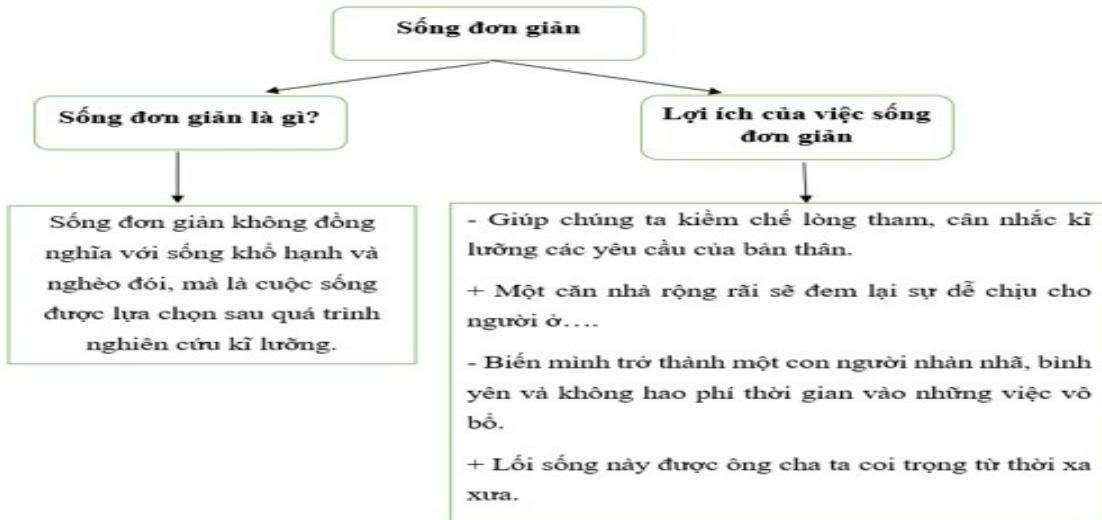 Sống đơn giản
Sống đơn giản là gì?
Lợi ích của việc sống
đơn giản
Sống đơn giản không đồng
nghĩa với sống khổ hạnh và
nghèo đói, mà là cuộc sống
được lựa chọn sau quá trình
nghiên cứu kĩ lưỡng.
- Giúp chúng ta kiềm chế lòng tham, cân nhắc kĩ
lưỡng các yêu cầu của bản thân.
+ Một căn nhà rộng rãi sẽ đem lại sự dễ chịu cho
người ở….
- Biến mình trở thành một con người nhàn nhã, bình
yên và không hao phí thời gian vào những việc vô
bổ.
+ Lối sống này được ông cha ta coi trọng từ thời xa
xưa.